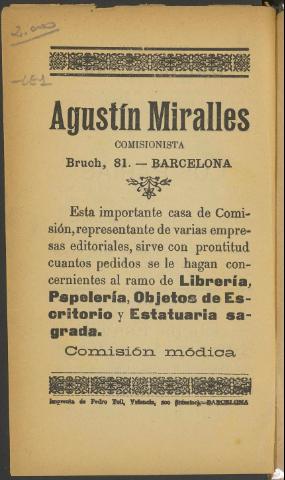 2.000
Agustín Miralles
COMISIONISTA
Bruch, 81. — BARCELONA
Esta importante casa de Comi-
sión, representante de varias empre-
sas editoriales, sirve con prontitud
cuantos pedidos se le hagan con-
cernientes al ramo de Librería,
Papelería, Objetos de Es-
critorio y Estatuaria sa-
grada.
Comisión módica
Imprenta de Pedro Toll, Valencia, 200 BARCELONA